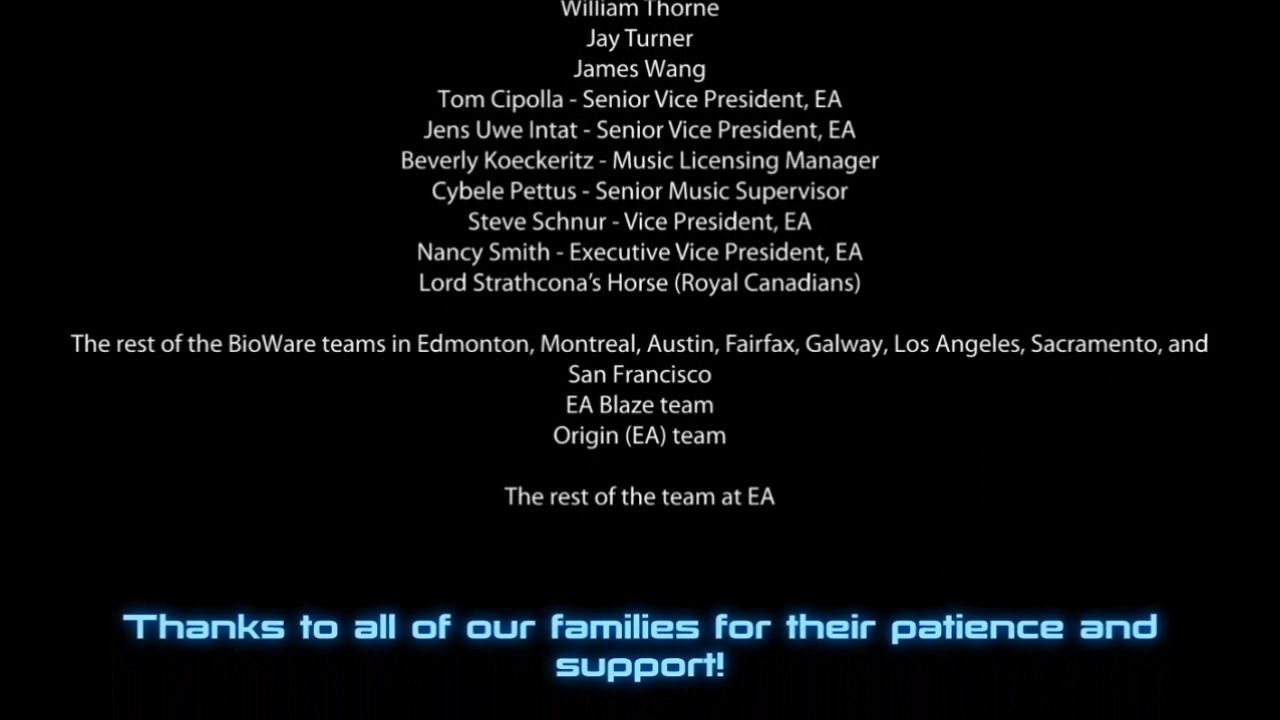 William Thorne
Jay Turner
James Wang
Tom Cipolla - Senior Vice President, EA
Jens Uwe Intat - Senior Vice President, EA
Beverly Koeckeritz - Music Licensing Manager
Cybele Pettus - Senior Music Supervisor
Steve Schnur - Vice President, EA
Nancy Smith - Executive Vice President, EA
Lord Strathcona's Horse (Royal Canadians)
The rest of the BioWare teams in Edmonton, Montreal, Austin, Fairfax, Galway, Los Angeles, Sacramento, and
San Francisco
EA Blaze team
Origin (EA) team
The rest of the team at EA
Thanks to all of our families for their patience and
support!